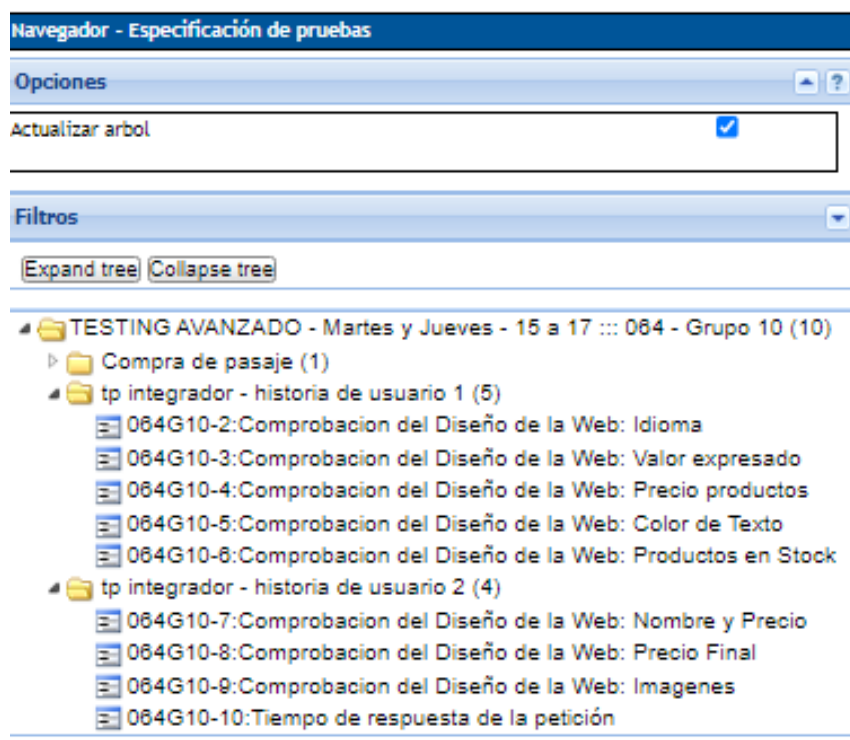 Navegador - Especificación de pruebas
Opciones
?
Actualizar arbol
Filtros
Expand tree Collapse tree
TESTING AVANZADO - Martes y Jueves - 15 a 17 ::: 064 - Grupo 10 (10)
Compra de pasaje (1)
tp integrador - historia de usuario 1 (5)
064G10-2:Comprobacion del Diseño de la Web: Idioma
064G10-3:Comprobacion del Diseño de la Web: Valor expresado
064G10-4:Comprobacion del Diseño de la Web: Precio productos
064G10-5:Comprobacion del Diseño de la Web: Color de Texto
064G10-6:Comprobacion del Diseño de la Web: Productos en Stock
tp integrador - historia de usuario 2 (4)
064G10-7:Comprobacion del Diseño de la Web: Nombre y Precio
064G10-8:Comprobacion del Diseño de la Web: Precio Final
064G10-9:Comprobacion del Diseño de la Web: Imagenes
064G10-10:Tiempo de respuesta de la petición